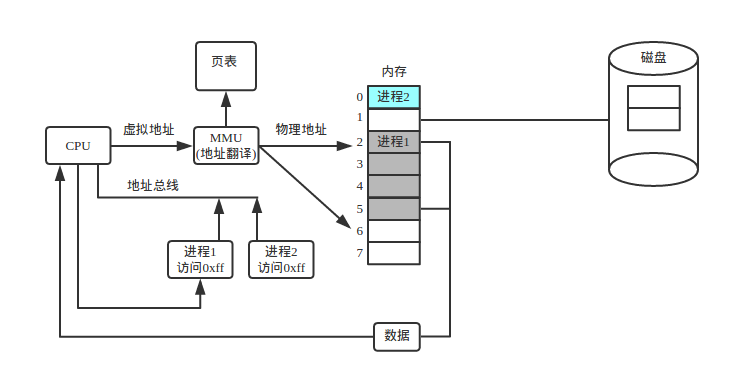 页表
磁盘
内存
0
进程2
1
虚拟地址
MMU
(地址翻译)
物理地址
CPU
2
进程1
3
4
地址总线
5
6
7
进程1
访问0xff
进程2
访问0xff
数据